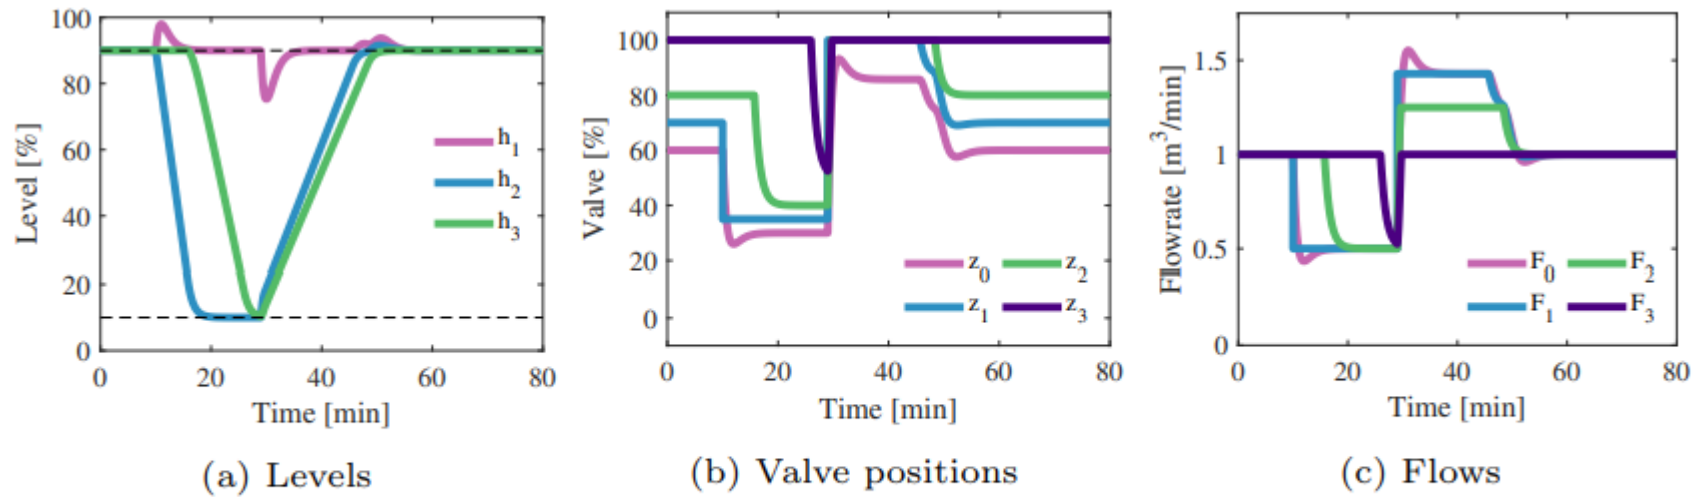 100
80
60
40
20
0
0 20 40 60 80
Level [%]
Time [min]
h1
h2
h3
(a) Levels
100
80
60
40
20
0
0 20 40 60 80
Valve [%]
Time [min]
z0 z2
z1 z3
(b) Valve positions
1.5
1
0.5
0
0 20 40 60 80
Flowrate [m³/min]
Time [min]
F0 F2
F1 F3
(c) Flows